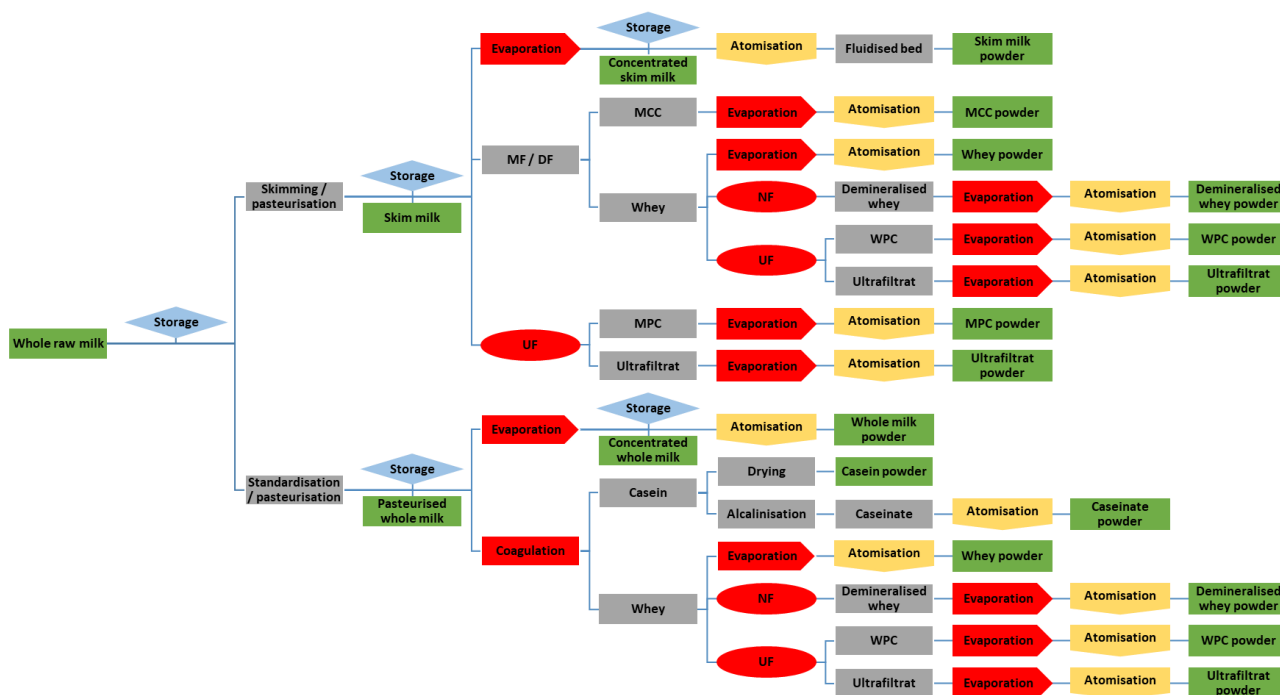 Storage
Evaporation
Concentrated
skim milk
Atomisation
Fluidised bed
Skim milk
powder
MCC
Evaporation
Atomisation
MCC powder
MF / DF
Evaporation
Atomisation
Whey powder
Storage
Skim milk
Skimming /
pasteurisation
Whey
NF
Demineralised
whey
Evaporation
Atomisation
Demineralised
whey powder
UF
WPC
Evaporation
Atomisation
WPC powder
Ultrafiltrat
Evaporation
Atomisation
Ultrafiltrat
powder
Whole raw milk
Storage
UF
MPC
Evaporation
Atomisation
MPC powder
Ultrafiltrat
Evaporation
Atomisation
Ultrafiltrat
powder
Storage
Evaporation
Concentrated
whole milk
Atomisation
Whole milk
powder
Standardisation
/ pasteurisation
Storage
Pasteurised
whole milk
Casein
Drying
Casein powder
Alcalinisation
Caseinate
Atomisation
Caseinate
powder
Coagulation
Evaporation
Atomisation
Whey powder
Whey
NF
Demineralised
whey
Evaporation
Atomisation
Demineralised
whey powder
UF
WPC
Evaporation
Atomisation
WPC powder
Ultrafiltrat
Evaporation
Atomisation
Ultrafiltrat
powder